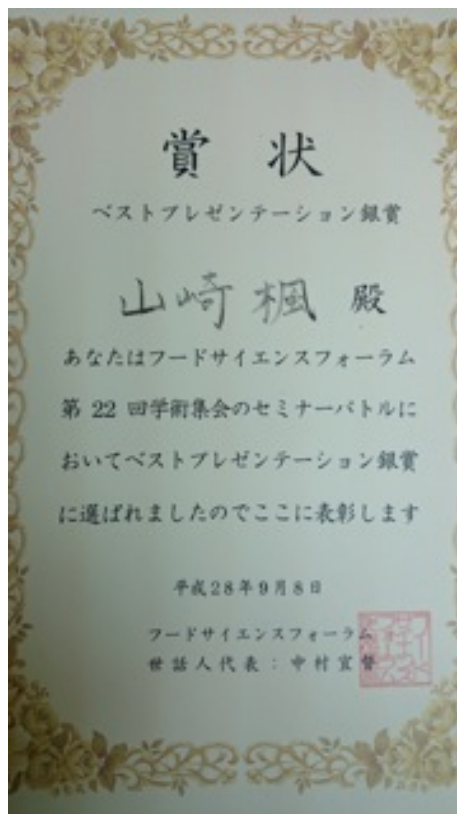 賞 状
ベストプレゼンテーション銀賞
山崎 楓 殿
あなたはフードサイエンスフォーラム
第 22 回学術集会のセミナーバトルに
おいてベストプレゼンテーション銀賞
に選ばれましたのでここに表彰します
平成28年9月8日
フードサイエンスフォーラム
世話人代表:中村宜督